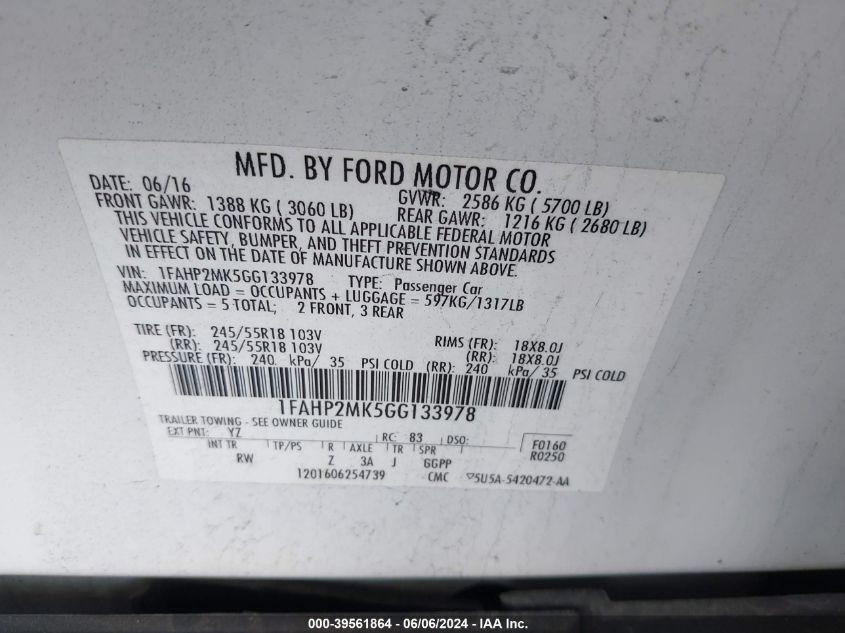 MFD. BY FORD MOTOR CO.
DATE: 06/16 GVWR: 2586 KG ( 5700 LB)
FRONT GAWR: 1388 KG ( 3060 LB) REAR GAWR: 1216 KG ( 2680 LB)
THIS VEHICLE CONFORMS TO ALL APPLICABLE FEDERAL MOTOR
VEHICLE SAFETY, BUMPER, AND THEFT PREVENTION STANDARDS
IN EFFECT ON THE DATE OF MANUFACTURE SHOWN ABOVE.
VIN: 1FAHP2MK5GG133978 TYPE: Passenger Car
MAXIMUM LOAD = OCCUPANTS + LUGGAGE = 597KG/1317LB
OCCUPANTS = 5 TOTAL; 2 FRONT, 3 REAR
TIRE (FR): 245/55R18 103V RIMS (FR): 18X8.0J
(RR): 245/55R18 103V (RR): 18X8.0J
PRESSURE (FR): 240 kPa/ 35 PSI COLD (RR): 240 kPa/ 35 PSI COLD
1FAHP2MK5GG133978
TRAILER TOWING - SEE OWNER GUIDE
EXT PNT: YZ RC: 83 DSO: F0160
INT TR TP/PS R AXLE TR SPR R0250
RW Z 3A J GGPP
1201606254739 CMC 5U5A-5420472-AA
000-39561864 - 06/06/2024 - IAA Inc.